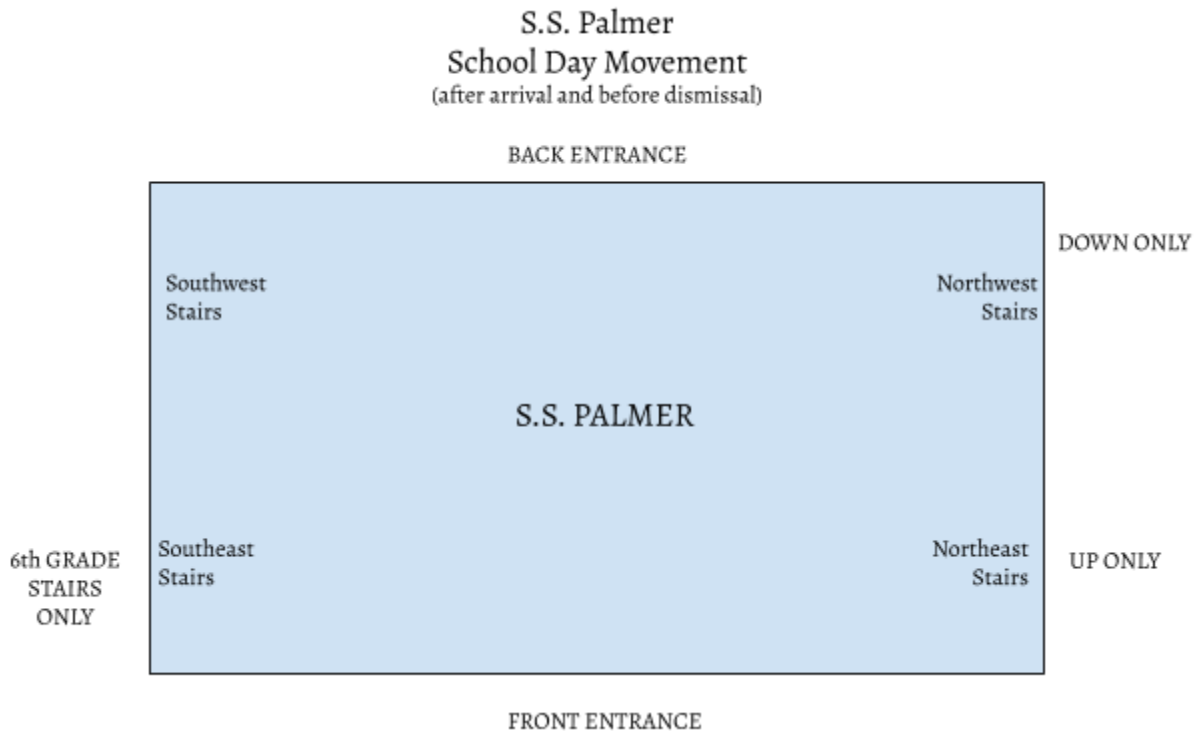 S.S. Palmer
School Day Movement
(after arrival and before dismissal)
BACK ENTRANCE
DOWN ONLY
Southwest
Stairs
Northwest
Stairs
S.S. PALMER
6th GRADE
STAIRS
ONLY
Southeast
Stairs
Northeast
Stairs
UP ONLY
FRONT ENTRANCE